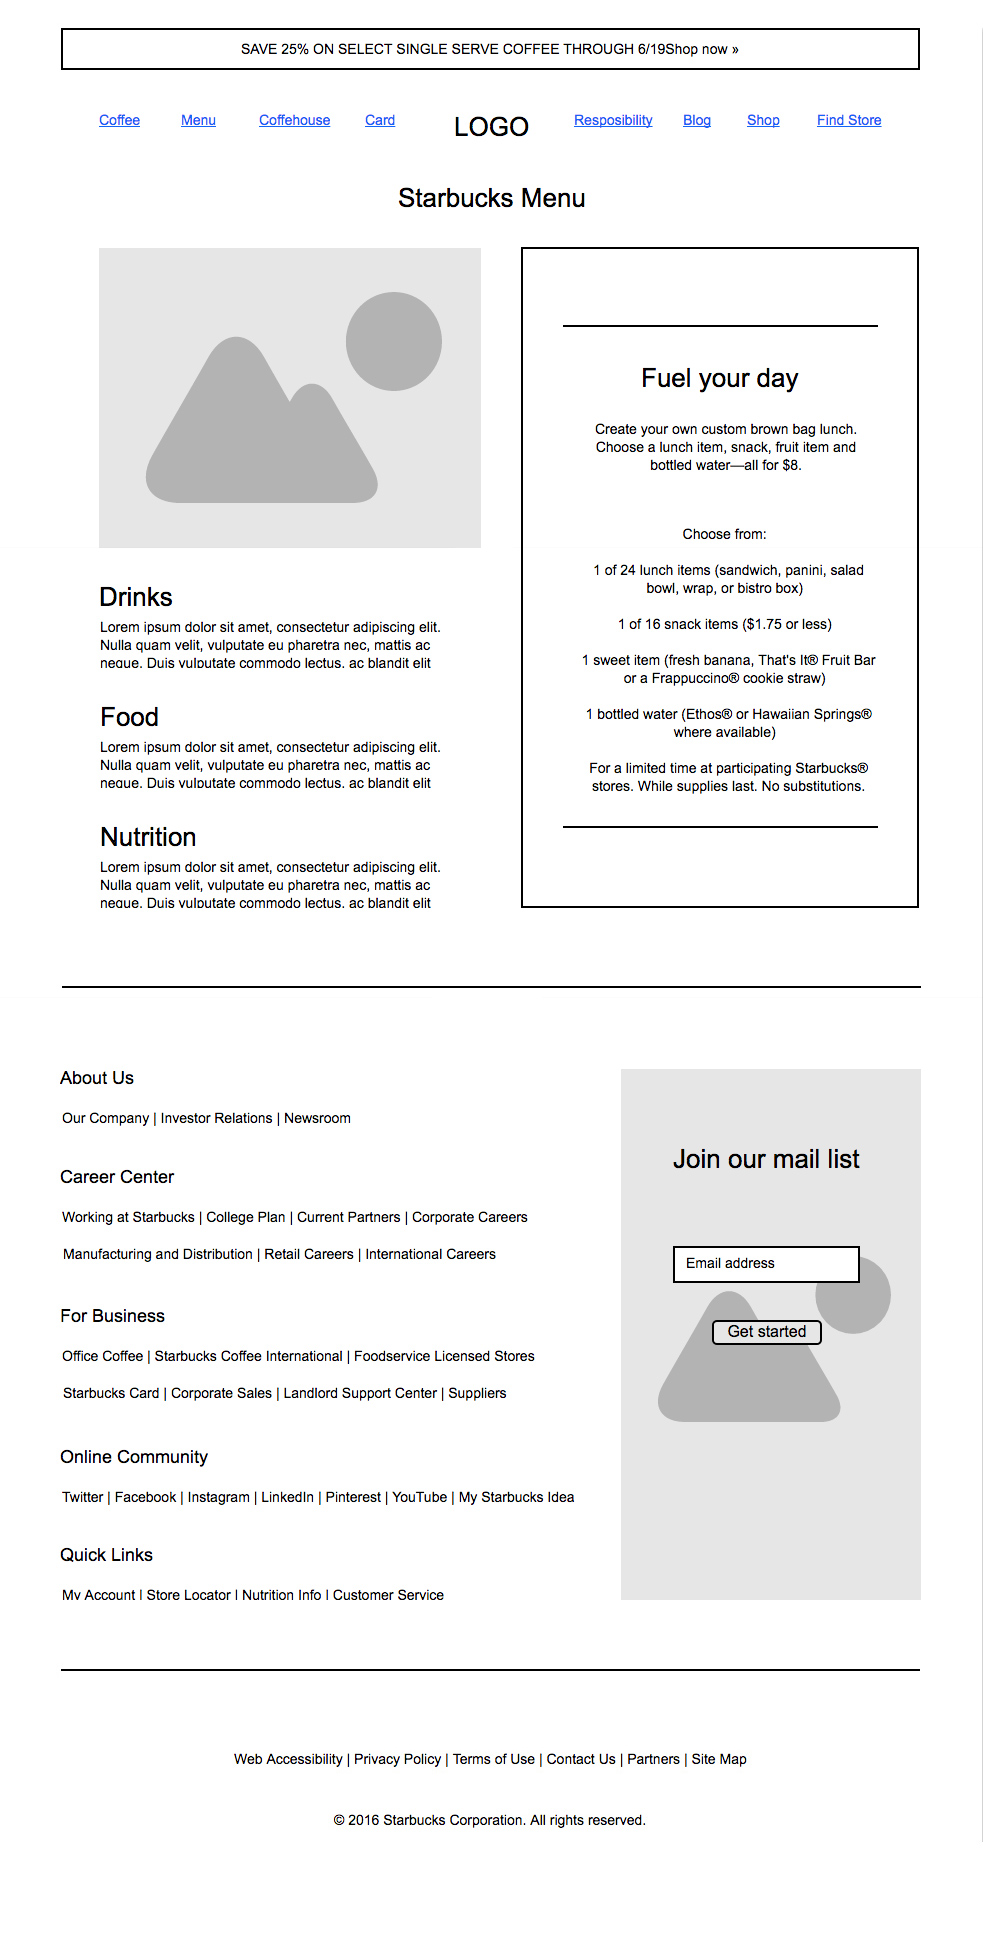 SAVE 25% ON SELECT SINGLE SERVE COFFEE THROUGH 6/19Shop now »
Coffee Menu Coffehouse Card LOGO Resposibility Blog Shop Find Store
Starbucks Menu
Drinks
Lorem ipsum dolor sit amet, consectetur adipiscing elit.
Nulla quam velit, vulputate eu pharetra nec, mattis ac
neque. Duis vulputate commodo lectus, ac blandit elit
Food
Lorem ipsum dolor sit amet, consectetur adipiscing elit.
Nulla quam velit, vulputate eu pharetra nec, mattis ac
neque. Duis vulputate commodo lectus, ac blandit elit
Nutrition
Lorem ipsum dolor sit amet, consectetur adipiscing elit.
Nulla quam velit, vulputate eu pharetra nec, mattis ac
neque. Duis vulputate commodo lectus, ac blandit elit
Fuel your day
Create your own custom brown bag lunch.
Choose a lunch item, snack, fruit item and
bottled water—all for $8.
Choose from:
1 of 24 lunch items (sandwich, panini, salad
bowl, wrap, or bistro box)
1 of 16 snack items ($1.75 or less)
1 sweet item (fresh banana, That's It® Fruit Bar
or a Frappuccino® cookie straw)
1 bottled water (Ethos® or Hawaiian Springs®
where available)
For a limited time at participating Starbucks®
stores. While supplies last. No substitutions.
About Us
Our Company | Investor Relations | Newsroom
Career Center
Working at Starbucks | College Plan | Current Partners | Corporate Careers
Manufacturing and Distribution | Retail Careers | International Careers
For Business
Office Coffee | Starbucks Coffee International | Foodservice Licensed Stores
Starbucks Card | Corporate Sales | Landlord Support Center | Suppliers
Online Community
Twitter | Facebook | Instagram | LinkedIn | Pinterest | YouTube | My Starbucks Idea
Quick Links
My Account | Store Locator | Nutrition Info | Customer Service
Join our mail list
Email address
Get started
Web Accessibility | Privacy Policy | Terms of Use | Contact Us | Partners | Site Map
© 2016 Starbucks Corporation. All rights reserved.